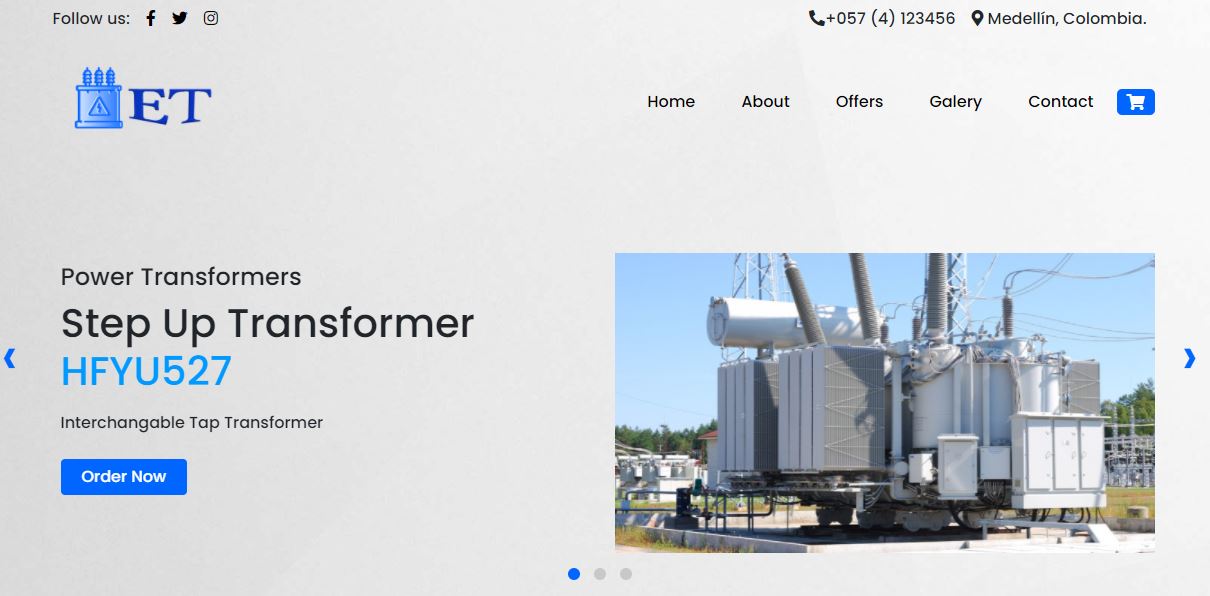 Follow us:
+057 (4) 123456 Medellín, Colombia.
ET
Home About Offers Galery Contact
Power Transformers
Step Up Transformer
HFYU527
Interchangable Tap Transformer
Order Now